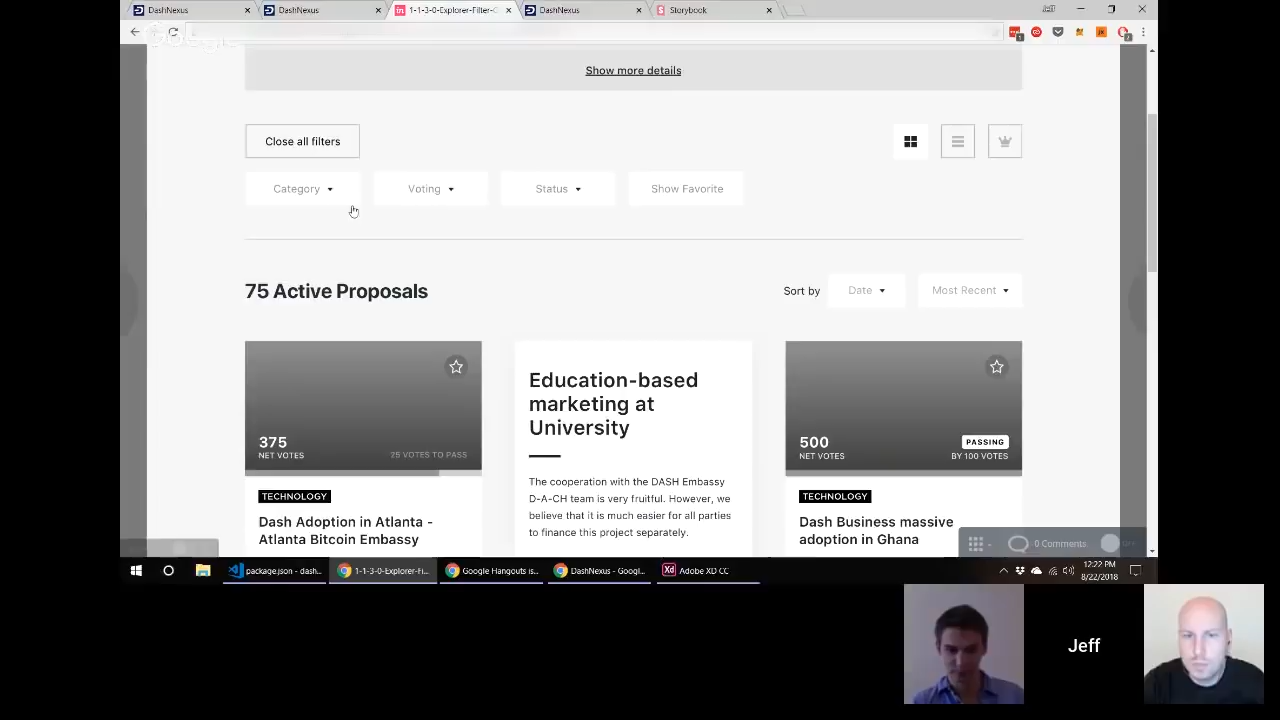 DashNexus
DashNexus
1-1-3-0-Explorer-Filter-C
DashNexus
Storybook
Google
Show more details
Close all filters
Category
Voting
Status
Show Favorite
75 Active Proposals
Sort by
Date
Most Recent
375
NET VOTES
25 VOTES TO PASS
Education-based
marketing at
University
500
NET VOTES
PASSING
BY 100 VOTES
TECHNOLOGY
Dash Adoption in Atlanta -
Atlanta Bitcoin Embassy
The cooperation with the DASH Embassy
D-A-CH team is very fruitful. However, we
believe that it is much easier for all parties
to finance this project separately.
TECHNOLOGY
Dash Business massive
adoption in Ghana
0 Comments
package.json - dash...
1-1-3-0-Explorer-Fi...
Google Hangouts is...
DashNexus - Googl...
Xd
Adobe XD CC
12:22 PM
8/22/2018
Jeff